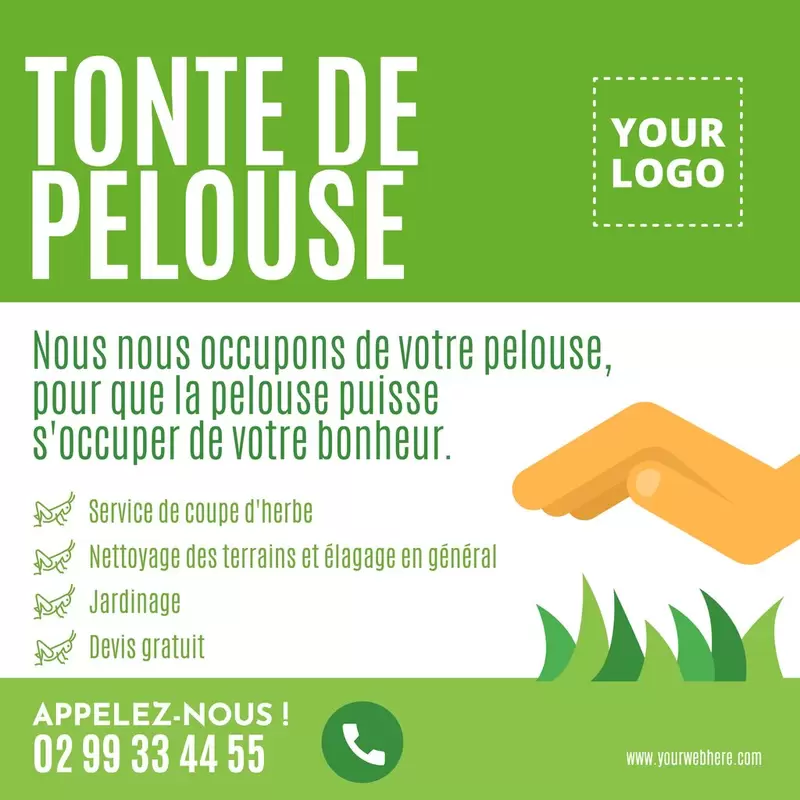 TONTE DE
PELOUSE
YOUR
LOGO
Nous nous occupons de votre pelouse,
pour que la pelouse puisse
s'occuper de votre bonheur.
Service de coupe d'herbe
Nettoyage des terrains et élagage en général
Jardinage
Devis gratuit
APPELEZ-NOUS !
02 99 33 44 55
www.yourwebhere.com